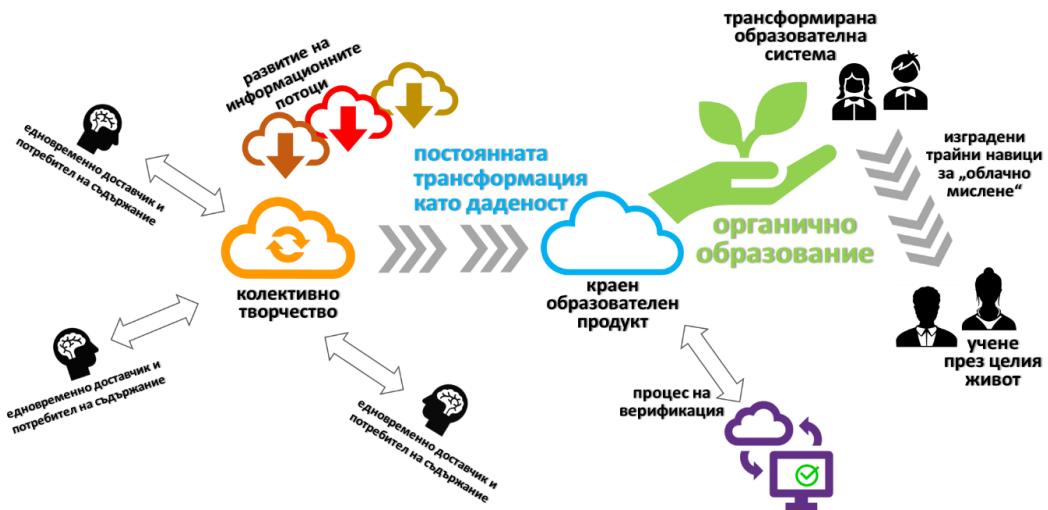 развитие на
информационните
потоци
едновременно доставчик и
потребител на съдържание
едновременно доставчик и
потребител на съдържание
едновременно доставчик и
потребител на съдържание
колективно
творчество
постоянната
трансформация
като даденост
краен
образователен
продукт
процес на
верификация
органично
образование
трансформирана
образователна
система
изградени
трайни навици
за „облачно
мислене“
учене
през целия
живот